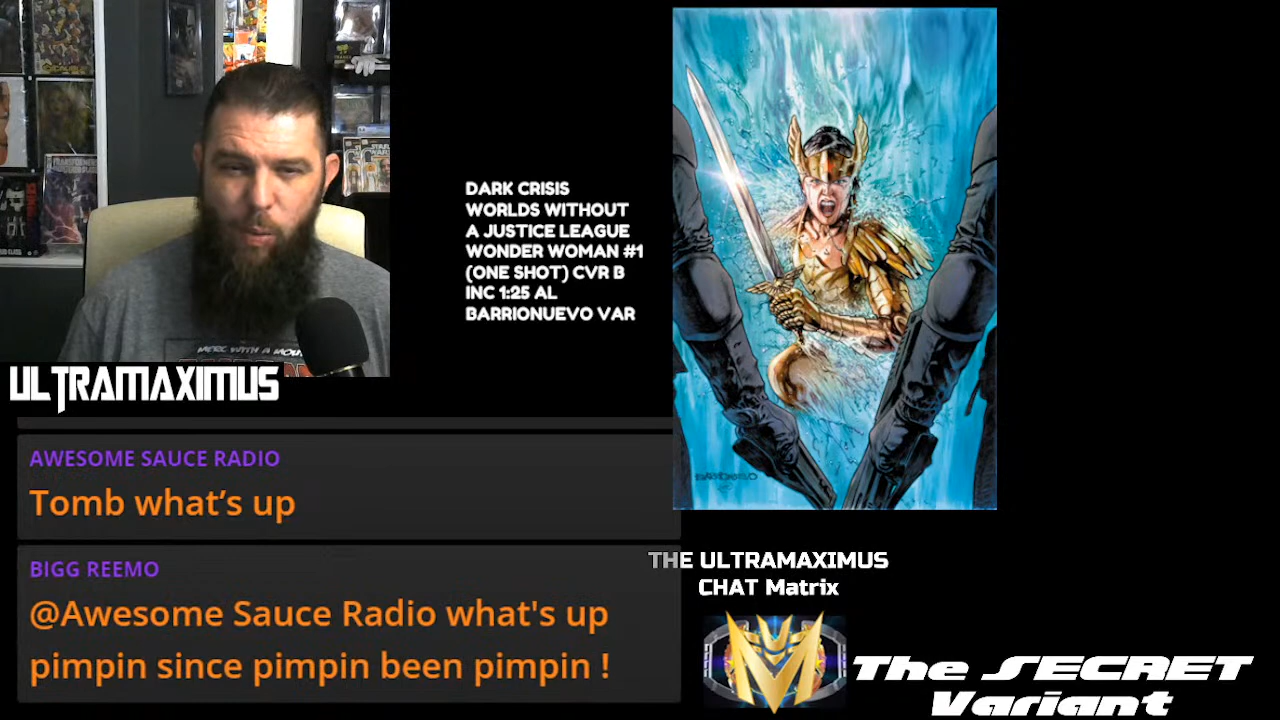 DARK CRISIS
WORLDS WITHOUT
A JUSTICE LEAGUE
WONDER WOMAN #1
(ONE SHOT) CVR B
INC 1:25 AL
BARRIONUEVO VAR
MERC WITH A
ULTRAMAXIMUS
AWESOME SAUCE RADIO
Tomb what's up
BIGG REEMO
@Awesome Sauce Radio what's up
pimpin since pimpin been pimpin !
THE ULTRAMAXIMUS
CHAT Matrix
The SECRET
Variant